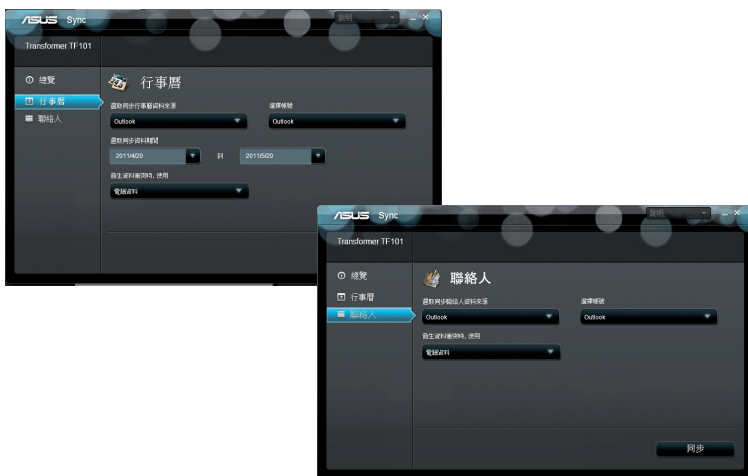 ASUS Sync 說明
Transformer TF101
總覽
行事曆
聯絡人
行事曆
選取同步行事曆資料來源 選擇帳號
Outlook Outlook
選取同步資料期間
2011/4/20 到 2011/5/20
發生資料衝突時, 使用
電腦資料
ASUS Sync 說明
Transformer TF101
總覽
行事曆
聯絡人
聯絡人
選取同步聯絡人資料來源 選擇帳號
Outlook Outlook
發生資料衝突時, 使用
電腦資料
同步